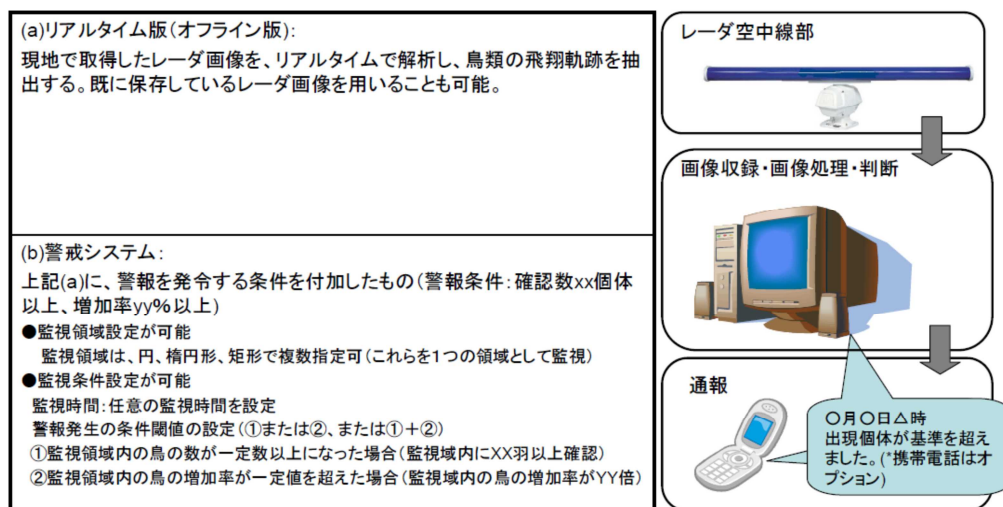 (a)リアルタイム版(オフライン版):
現地で取得したレーダ画像を、リアルタイムで解析し、鳥類の飛翔軌跡を抽
出する。既に保存しているレーダ画像を用いることも可能。
(b)警戒システム:
上記(a)に、警報を発令する条件を付加したもの(警報条件:確認数xx個体
以上、増加率yy%以上)
●監視領域設定が可能
監視領域は、円、楕円形、矩形で複数指定可(これらを1つの領域として監視)
●監視条件設定が可能
監視時間:任意の監視時間を設定
警報発生の条件閾値の設定(①または②、または①+②)
①監視領域内の鳥の数が一定数以上になった場合(監視域内にXX羽以上確認)
②監視領域内の鳥の増加率が一定値を超えた場合(監視域内の鳥の増加率がYY倍)
レーダ空中線部
画像収録・画像処理・判断
通報
〇月〇日△時
出現個体が基準を超え
ました。(*携帯電話はオ
プション)